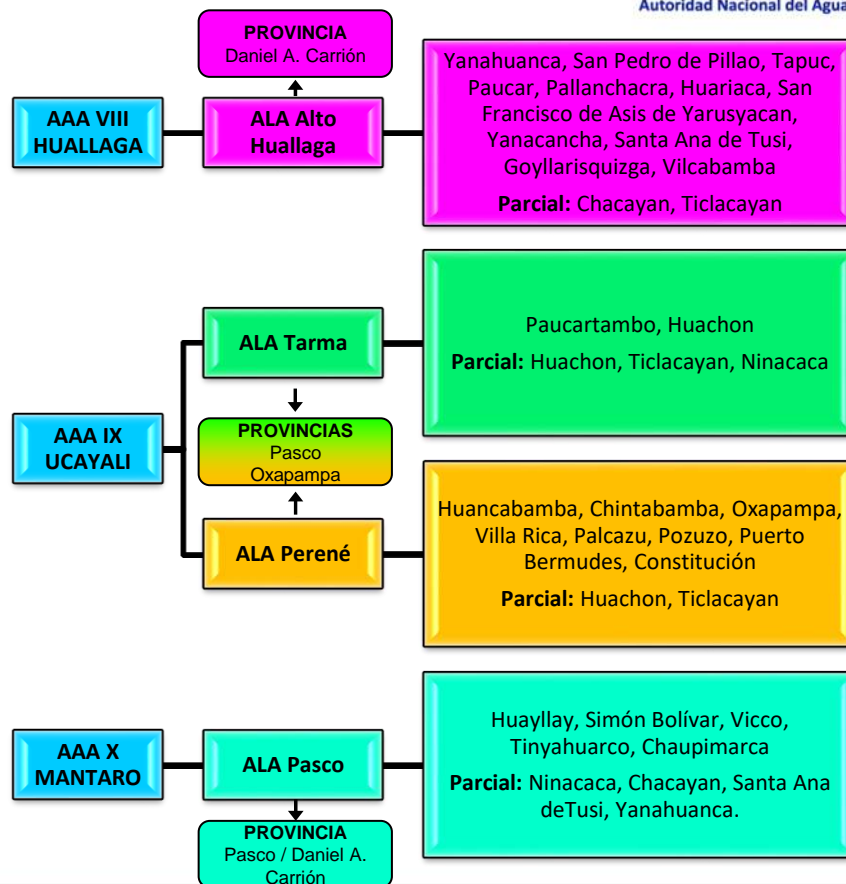 Autoridad Nacional del Agua
PROVINCIA
Daniel A. Carrión
AAA VIII
HUALLAGA
ALA Alto
Huallaga
Yanahuanca, San Pedro de Pillao, Tapuc,
Paucar, Pallanchacra, Huariaca, San
Francisco de Asis de Yarusyacan,
Yanacancha, Santa Ana de Tusi,
Goyllarisquizga, Vilcabamba
Parcial: Chacayan, Ticlacayan
AAA IX
UCAYALI
ALA Tarma
Paucartambo, Huachon
Parcial: Huachon, Ticlacayan, Ninacaca
PROVINCIAS
Pasco
Oxapampa
ALA Perené
Huancabamba, Chintabamba, Oxapampa,
Villa Rica, Palcazu, Pozuzo, Puerto
Bermudes, Constitución
Parcial: Huachon, Ticlacayan
AAA X
MANTARO
ALA Pasco
Huayllay, Simón Bolívar, Vicco,
Tinyahuarco, Chaupimarca
Parcial: Ninacaca, Chacayan, Santa Ana
deTusi, Yanahuanca.
PROVINCIA
Pasco / Daniel A.
Carrión